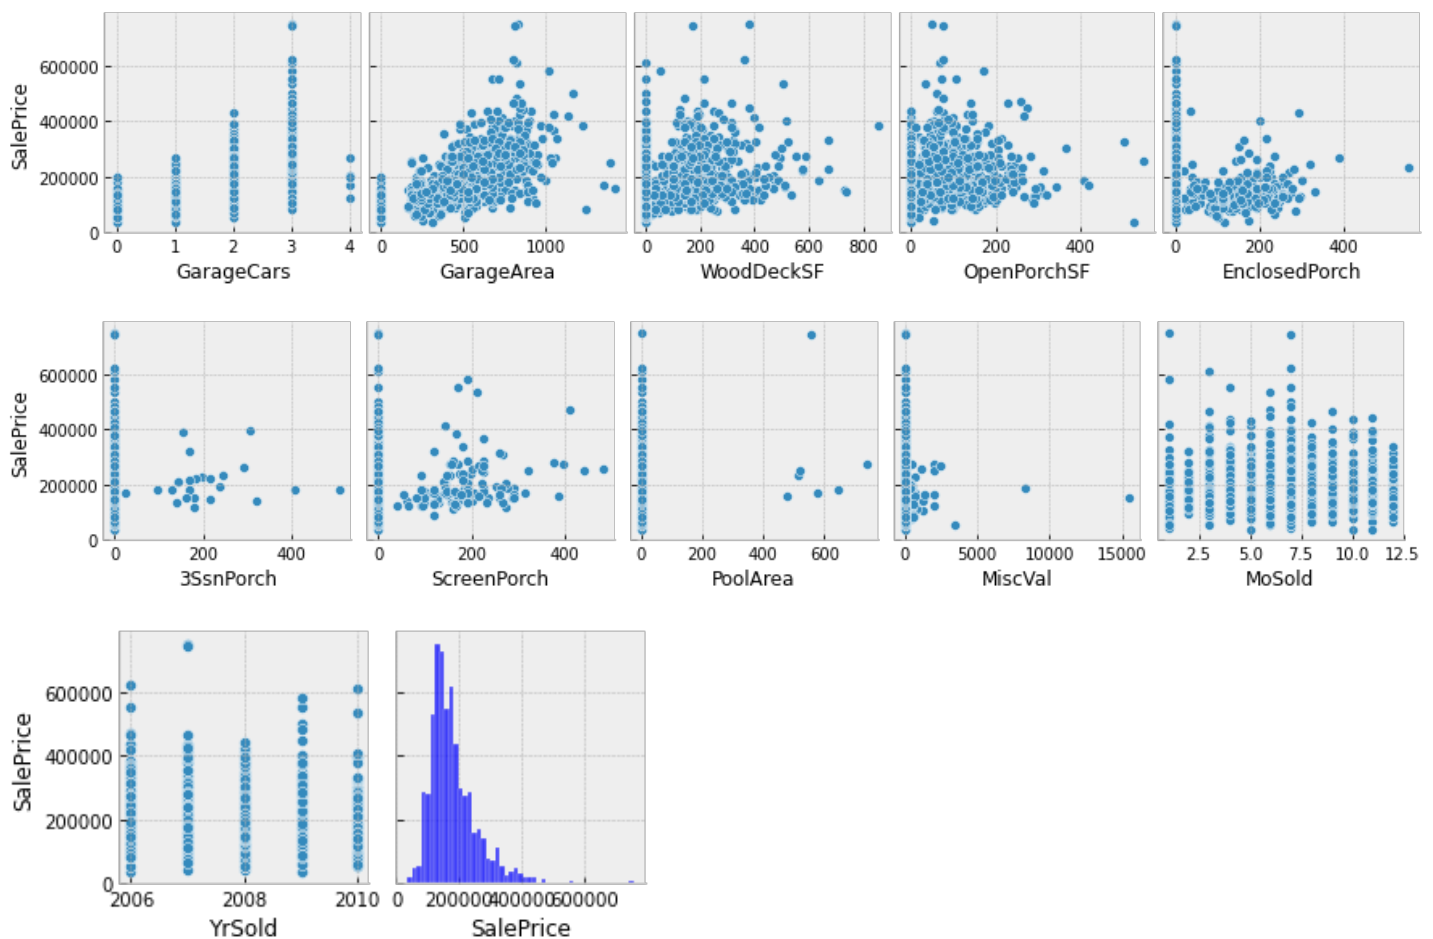 SalePrice
600000
400000
200000
0
0 1 2 3 4
GarageCars
0 500 1000
GarageArea
0 200 400 600 800
WoodDeckSF
0 200 400
OpenPorchSF
0 200 400
EnclosedPorch
SalePrice
600000
400000
200000
0
0 200 400
3SsnPorch
0 200 400
ScreenPorch
0 200 400 600
PoolArea
0 5000 10000 15000
MiscVal
2.5 5.0 7.5 10.0 12.5
MoSold
SalePrice
600000
400000
200000
0
2006 2008 2010
YrSold
0 200000 400000 600000
SalePrice